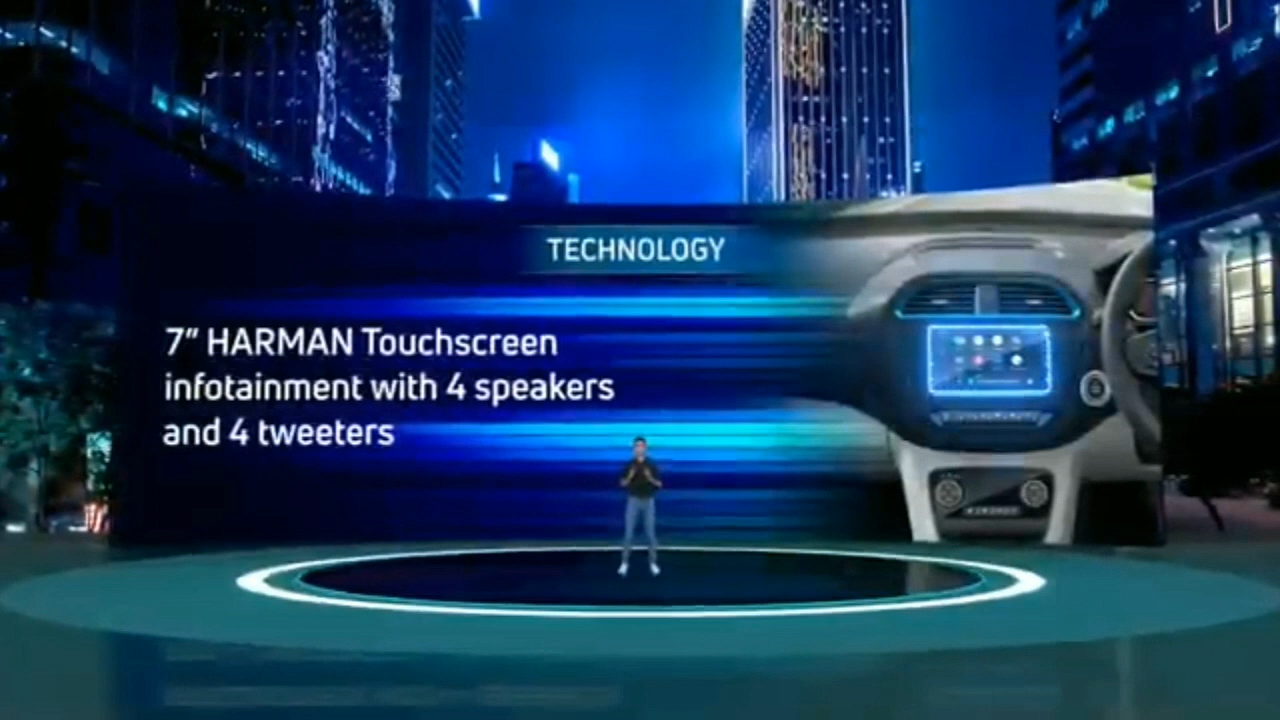 TECHNOLOGY
7" HARMAN Touchscreen
infotainment with 4 speakers
and 4 tweeters